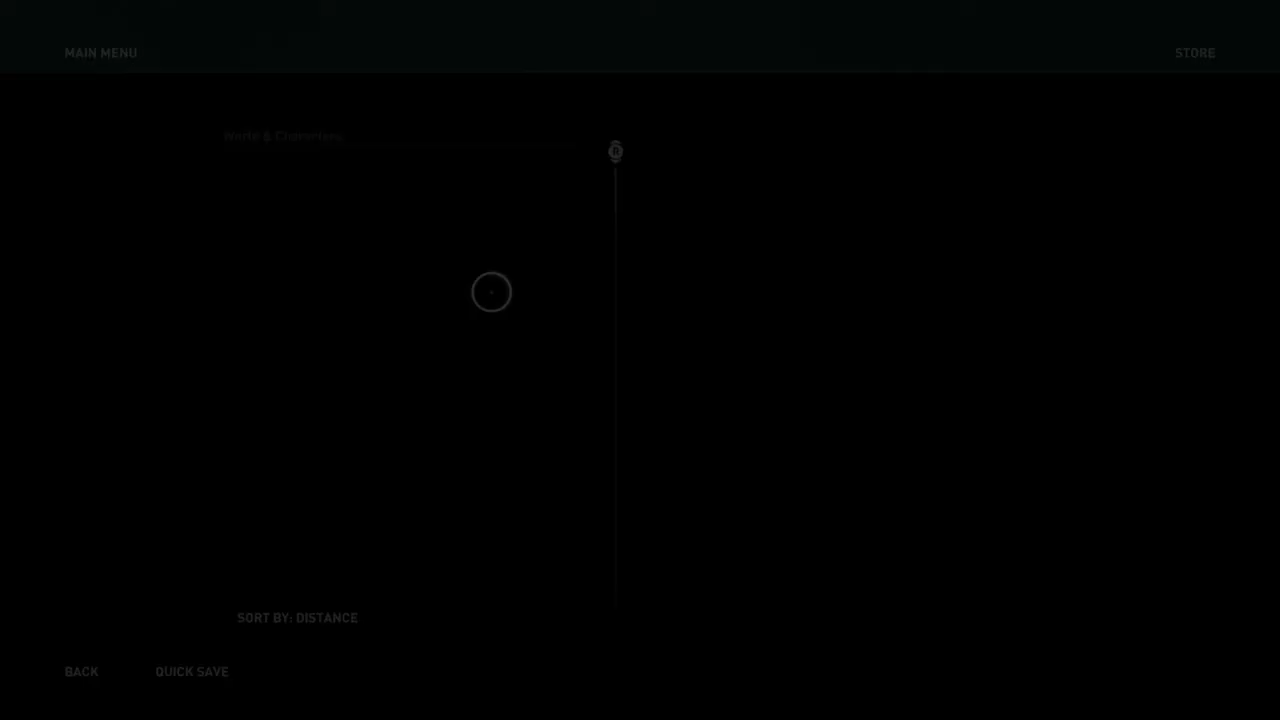 MAIN MENU
STORE
R
SORT BY: DISTANCE
BACK
QUICK SAVE